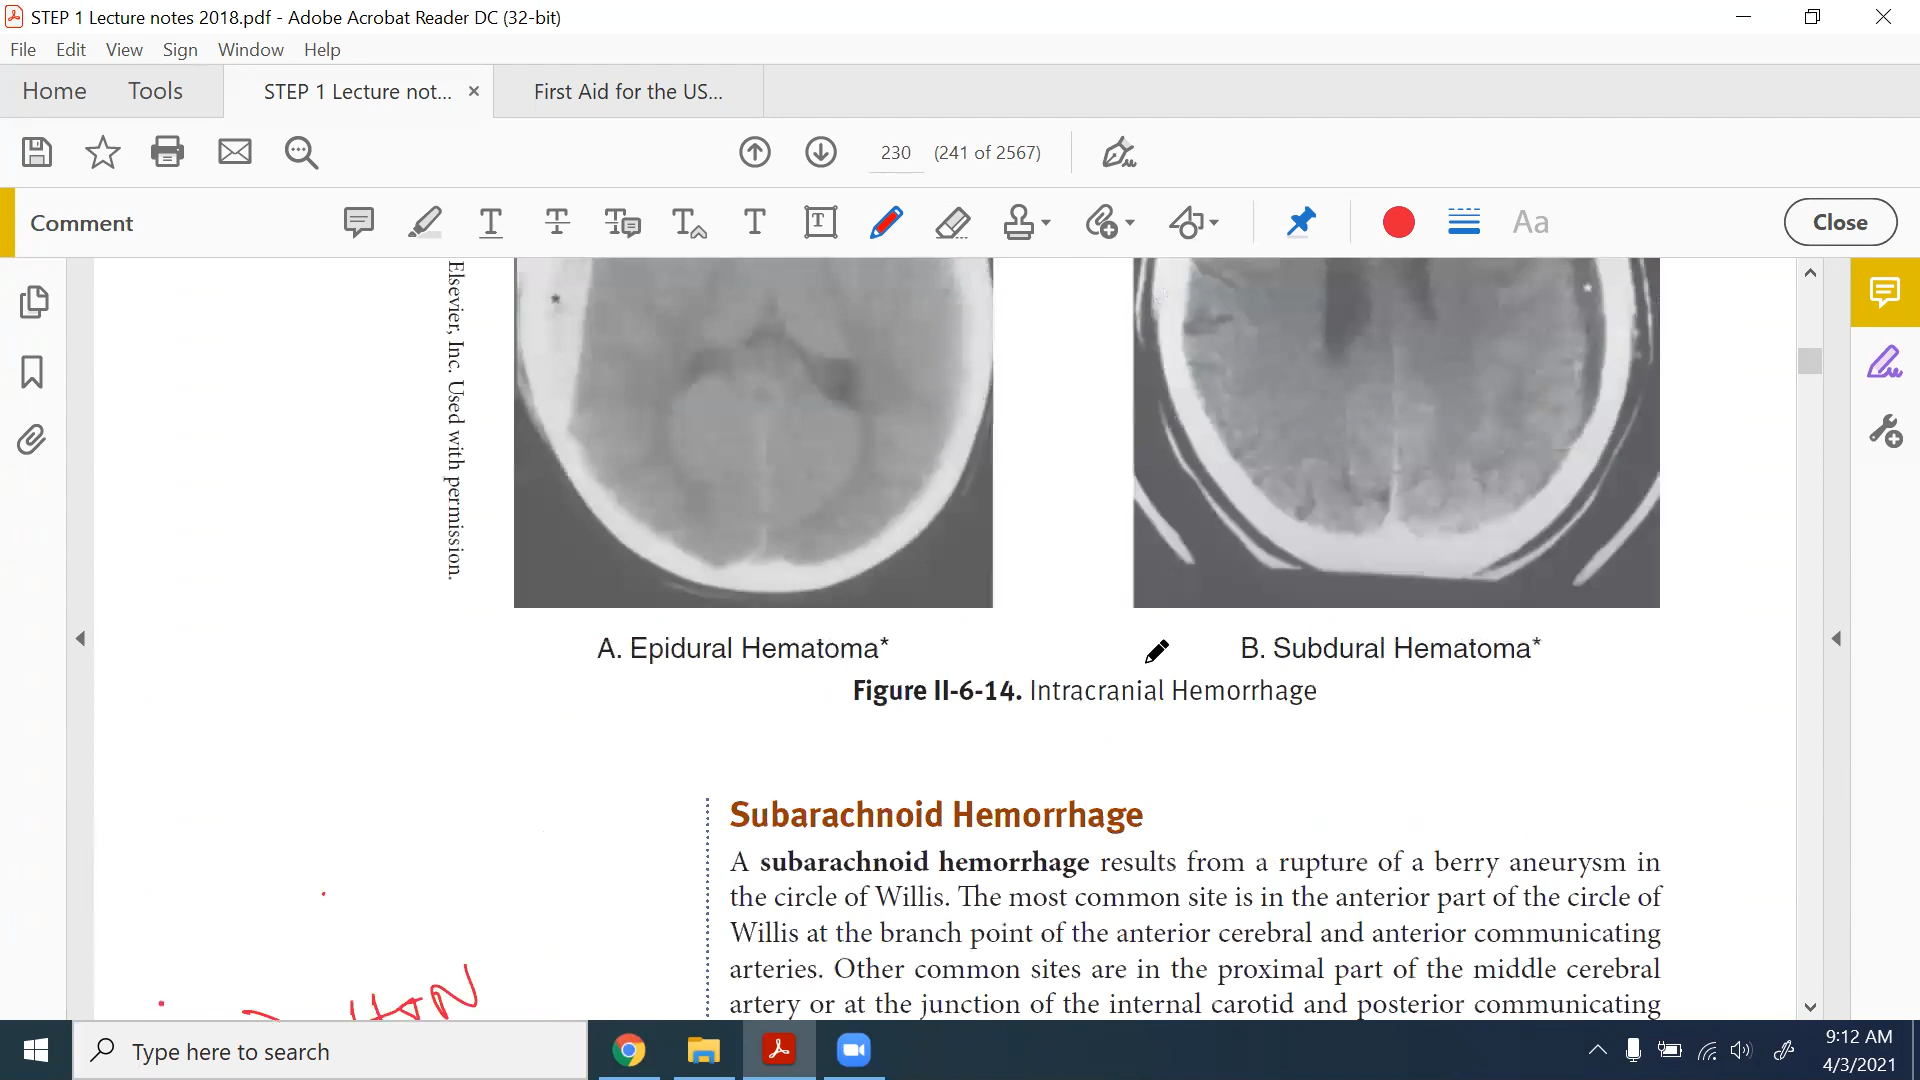 STEP 1 Lecture notes 2018.pdf - Adobe Acrobat Reader DC (32-bit)
File Edit View Sign Window Help
Home Tools STEP 1 Lecture not... × First Aid for the US...
230 (241 of 2567)
Comment Aa Close
Elsevier, Inc. Used with permission.
A. Epidural Hematoma* B. Subdural Hematoma*
Figure II-6-14. Intracranial Hemorrhage
Subarachnoid Hemorrhage
A subarachnoid hemorrhage results from a rupture of a berry aneurysm in
the circle of Willis. The most common site is in the anterior part of the circle of
Willis at the branch point of the anterior cerebral and anterior communicating
arteries. Other common sites are in the proximal part of the middle cerebral
artery or at the junction of the internal carotid and posterior communicating
HTN
Type here to search
9:12 AM
4/3/2021